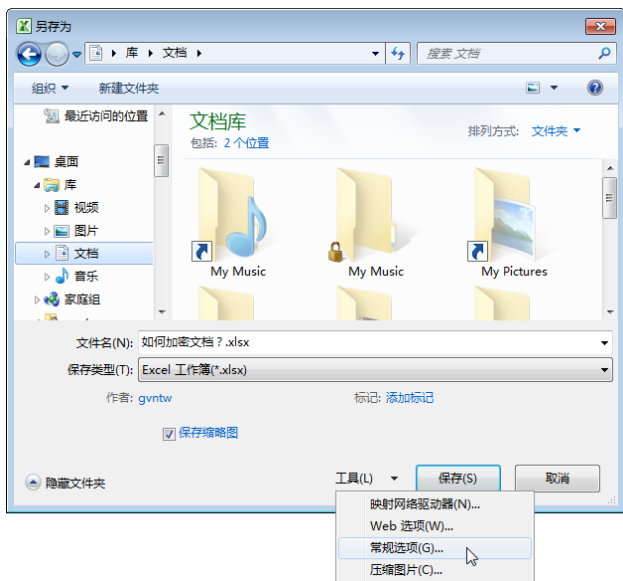 另存为
库 文档
搜索 文档
组织 新建文件夹
最近访问的位置
桌面
库
视频
图片
文档
音乐
家庭组
文档库
包括: 2 个位置
排列方式: 文件夹
My Music
My Music
My Pictures
文件名(N): 如何加密文档？.xlsx
保存类型(T): Excel 工作簿(*.xlsx)
作者: gvntw
标记: 添加标记
保存缩略图
隐藏文件夹
工具(L) 保存(S) 取消
映射网络驱动器(N)...
Web 选项(W)...
常规选项(G)...
压缩图片(C)...